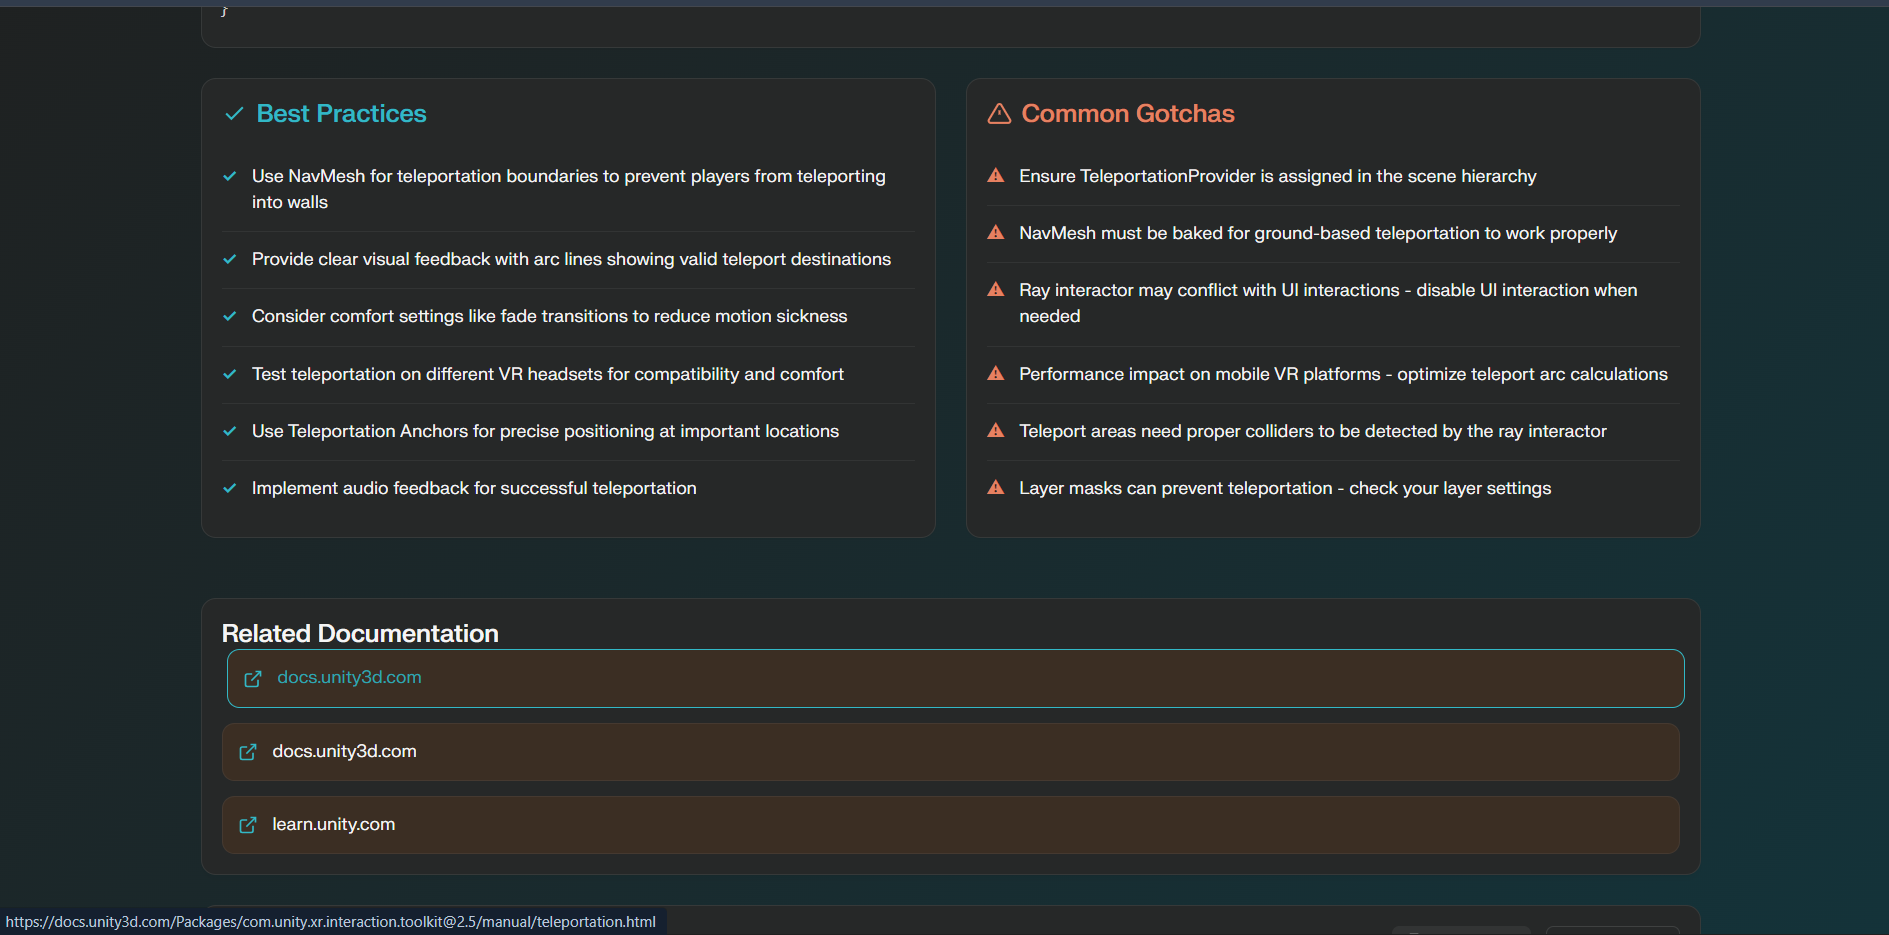 }
Best Practices
Use NavMesh for teleportation boundaries to prevent players from teleporting
into walls
Provide clear visual feedback with arc lines showing valid teleport destinations
Consider comfort settings like fade transitions to reduce motion sickness
Test teleportation on different VR headsets for compatibility and comfort
Use Teleportation Anchors for precise positioning at important locations
Implement audio feedback for successful teleportation
Common Gotchas
Ensure TeleportationProvider is assigned in the scene hierarchy
NavMesh must be baked for ground-based teleportation to work properly
Ray interactor may conflict with UI interactions - disable UI interaction when
needed
Performance impact on mobile VR platforms - optimize teleport arc calculations
Teleport areas need proper colliders to be detected by the ray interactor
Layer masks can prevent teleportation - check your layer settings
Related Documentation
docs.unity3d.com
docs.unity3d.com
learn.unity.com
https://docs.unity3d.com/Packages/com.unity.xr.interaction.toolkit@2.5/manual/teleportation.html